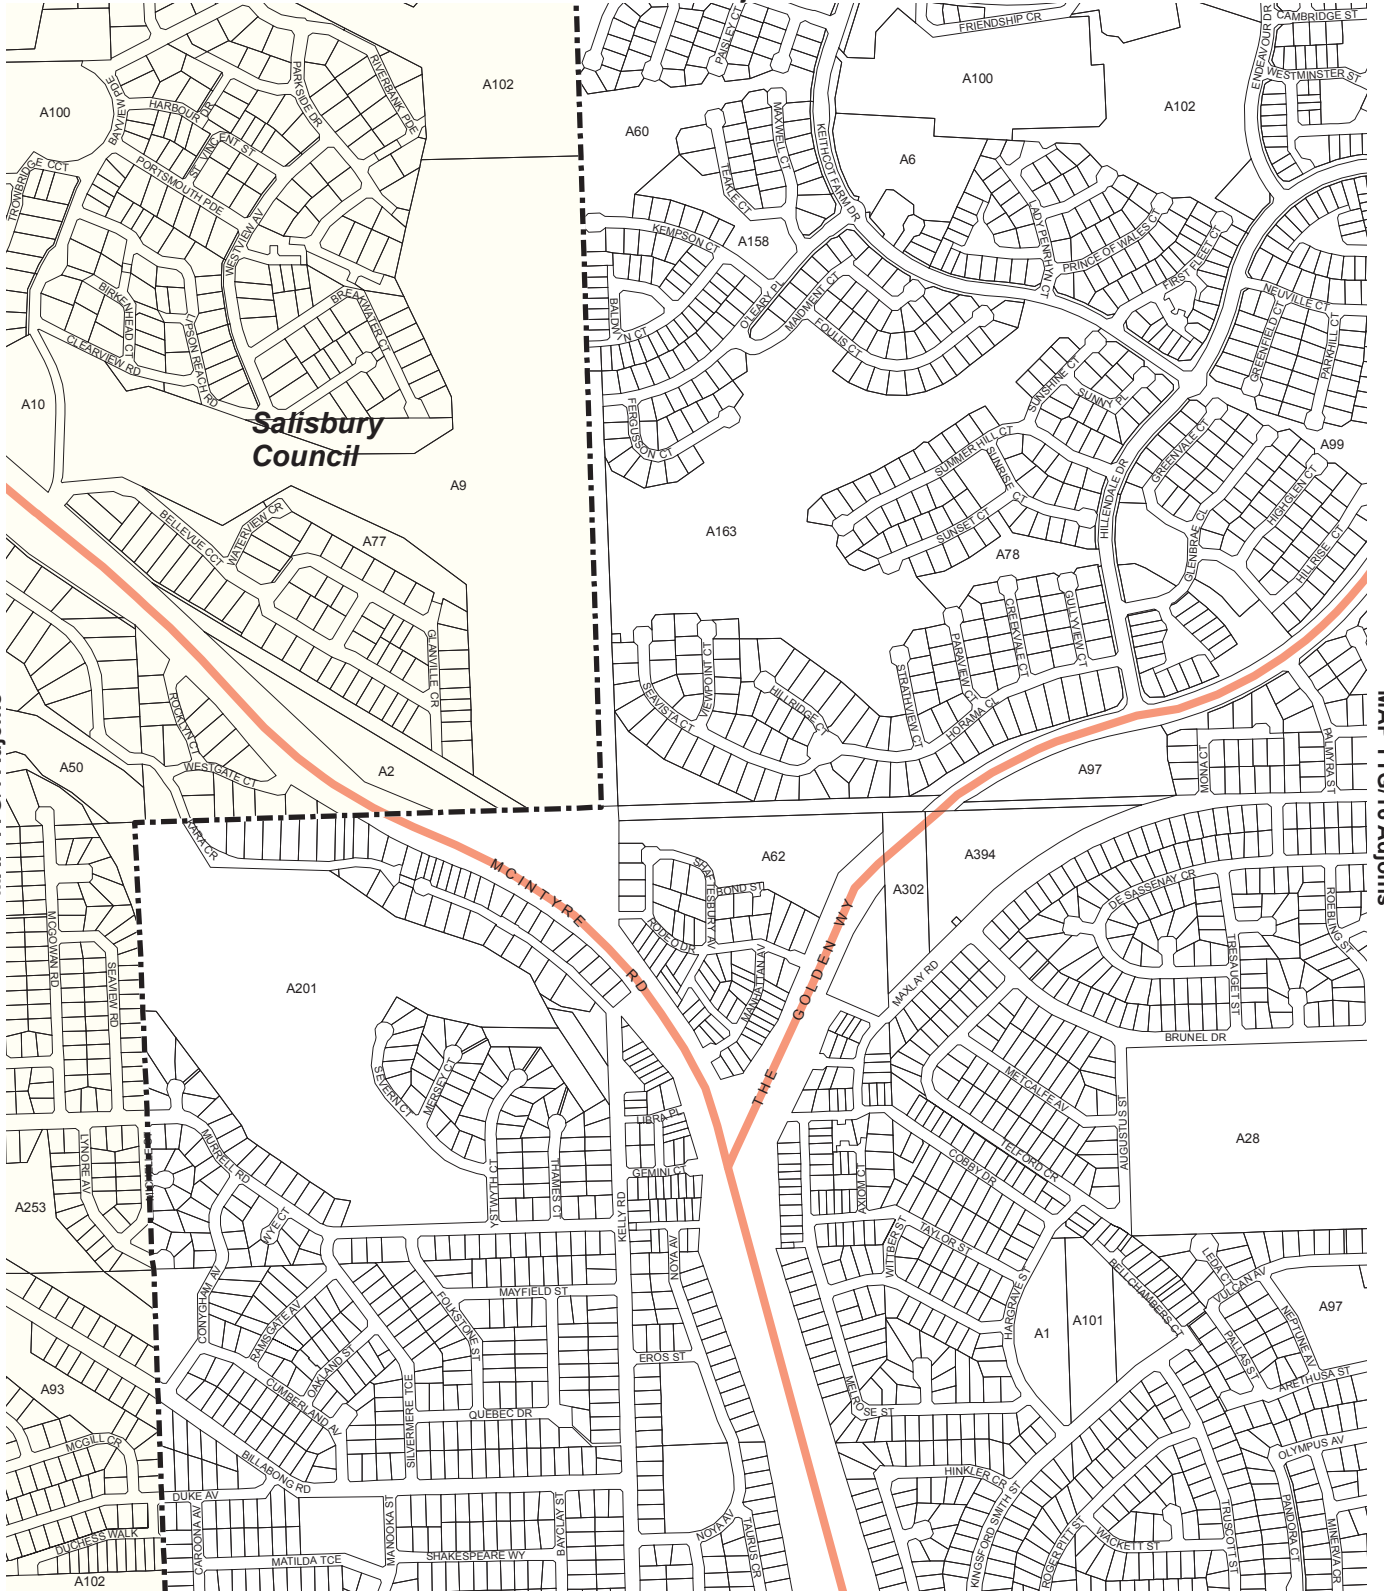 FRIENDSHIP CR
CAMBRIDGE ST
PAISLEY CT
ENDEAVOUR DR
WESTMINSTER ST
PARKSIDE DR
RIVERBANK PDE
A102
A100
A102
A100
BAYVIEW PDE
HARBOUR DR
ST VINCENT ST
A60
MAXWELL CT
KEITHCOT FARM DR
A6
TROWBRIDGE CCT
PORTSMOUTH PDE
TEAKLE CT
LADY PENRHYN CT
PRINCE OF WALES CT
FIRST FLEET CT
WESTVIEW AV
KEMPSON CT
A158
BIRKENHEAD CT
LIPSON REACH RD
BREAKWATER CT
BALDWIN CT
O'LEARY PL
MAIDMENT CT
FOULIS CT
NEUVILLE CT
GREENFIELD CT
PARKHILL CT
CLEARVIEW RD
A10
Salisbury
Council
FERGUSSON CT
SUNSHINE CT
SUNNY PL
SUMMER HILL CT
SUNRISE CT
SUNSET CT
GREENVALE CT
A99
HIGHGLEN CT
HILLENDALE DR
GLENBRAE CL
HILLRISE CT
A9
A77
BELLEVUE CCT
WATERVIEW CR
A163
A78
GLANVILLE CR
CREEKVALE CT
GULLYVIEW CT
PARAVIEW CT
STRATHVIEW CT
HORAMA CL
SEAVISTA CT
VIEWPOINT CT
HILLRIDGE CT
ROCKLYN CT
WESTGATE CT
A50
A2
A97
MONA CT
PALMYRA ST
KARA CR
MCINTYRE RD
SHAFTESBURY AV
BOND ST
A62
A302
A394
DE SASSENAY CR
ROEBLING ST
TRESAUGET ST
MCGOWAN RD
SEAVIEW RD
RODEO DR
MANHATTAN AV
THE GOLDEN WY
MAXLAY RD
A201
BRUNEL DR
SEVERN CT
MERSEY CT
LIBRA PL
METCALFE AV
AUGUSTUS ST
A28
LYNORE AV
MURRELL RD
YSTWYTH CT
THAMES CT
GEMINI CT
KELLY RD
AXIOM CT
COBBY DR
TELFORD CR
A253
WYE CT
CONYGHAM AV
NOYA AV
WITBER ST
TAYLOR ST
LEDA CT
VULCAN AV
BELLCHAMBERS CT
NEPTUNE AV
A97
MAYFIELD ST
FOLKSTONE ST
RAMSGATE AV
OAKLAND ST
HARGRAVE ST
A1
A101
PALLAS ST
ARETHUSA ST
EROS ST
A93
CUMBERLAND AV
SILVERMERE TCE
QUEBEC DR
MELROSE ST
OLYMPUS AV
MCGILL CR
BILLABONG RD
HINKLER CR
DUKE AV
KINGSFORD SMITH ST
ROGER PITT ST
WACKETT ST
TRUSCOTT ST
PANDORA CT
MINERVA CR
CAROONA AV
MANOOKA ST
BAYCLAY ST
NOYA AV
TAURUS CR
DUCHESS WALK
MATILDA TCE
SHAKESPEARE WY
A102